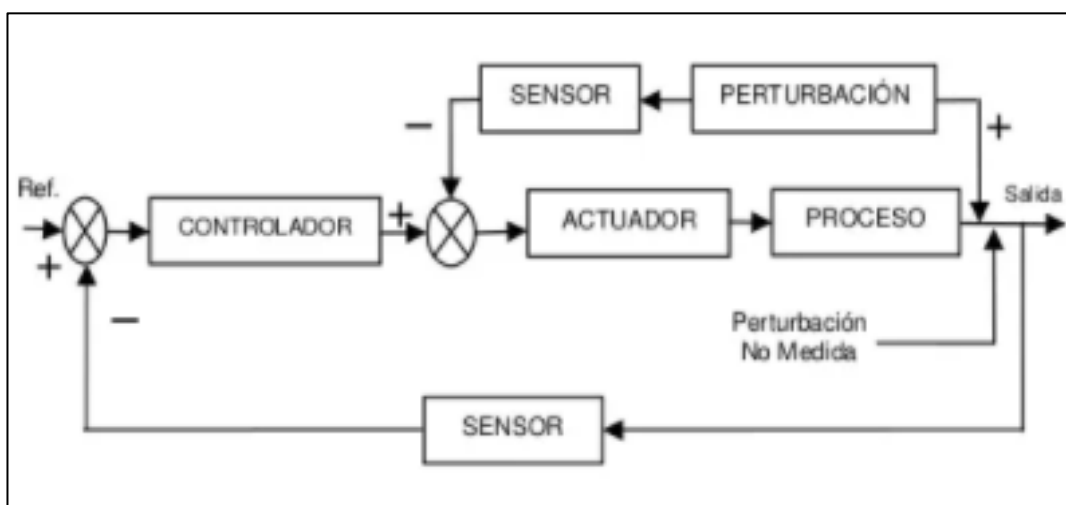 SENSOR
PERTURBACIÓN
−
+
Ref.
Salida
CONTROLADOR
+
ACTUADOR
PROCESO
+
−
Perturbación
No Medida
SENSOR